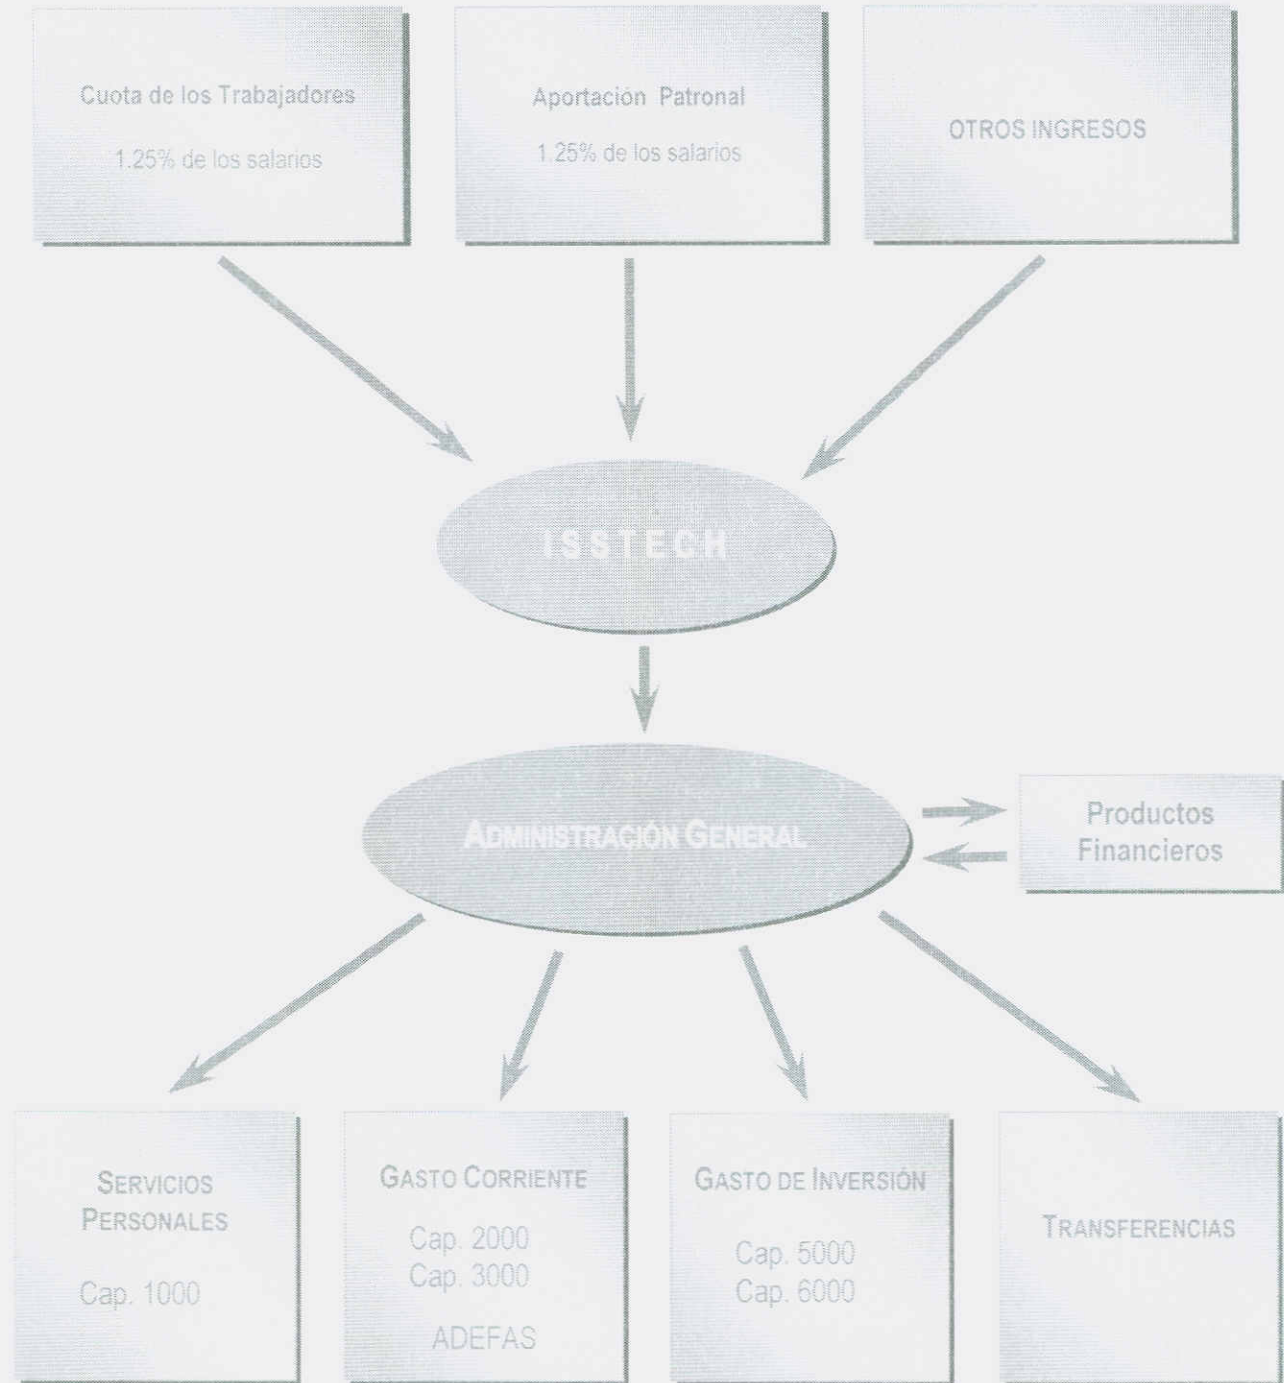 Cuota de los Trabajadores
1.25% de los salarios
Aportación Patronal
1.25% de los salarios
OTROS INGRESOS
ISSTECH
ADMINISTRACIÓN GENERAL
Productos
Financieros
SERVICIOS
PERSONALES
Cap. 1000
GASTO CORRIENTE
Cap. 2000
Cap. 3000
ADEFAS
GASTO DE INVERSIÓN
Cap. 5000
Cap. 6000
TRANSFERENCIAS